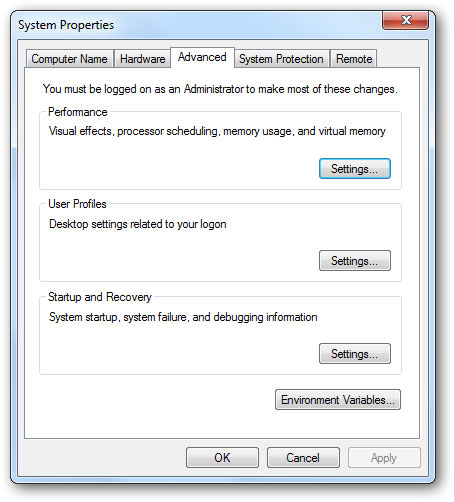 System Properties
Computer Name Hardware Advanced System Protection Remote
You must be logged on as an Administrator to make most of these changes.
Performance
Visual effects, processor scheduling, memory usage, and virtual memory
Settings...
User Profiles
Desktop settings related to your logon
Settings...
Startup and Recovery
System startup, system failure, and debugging information
Settings...
Environment Variables...
OK Cancel Apply